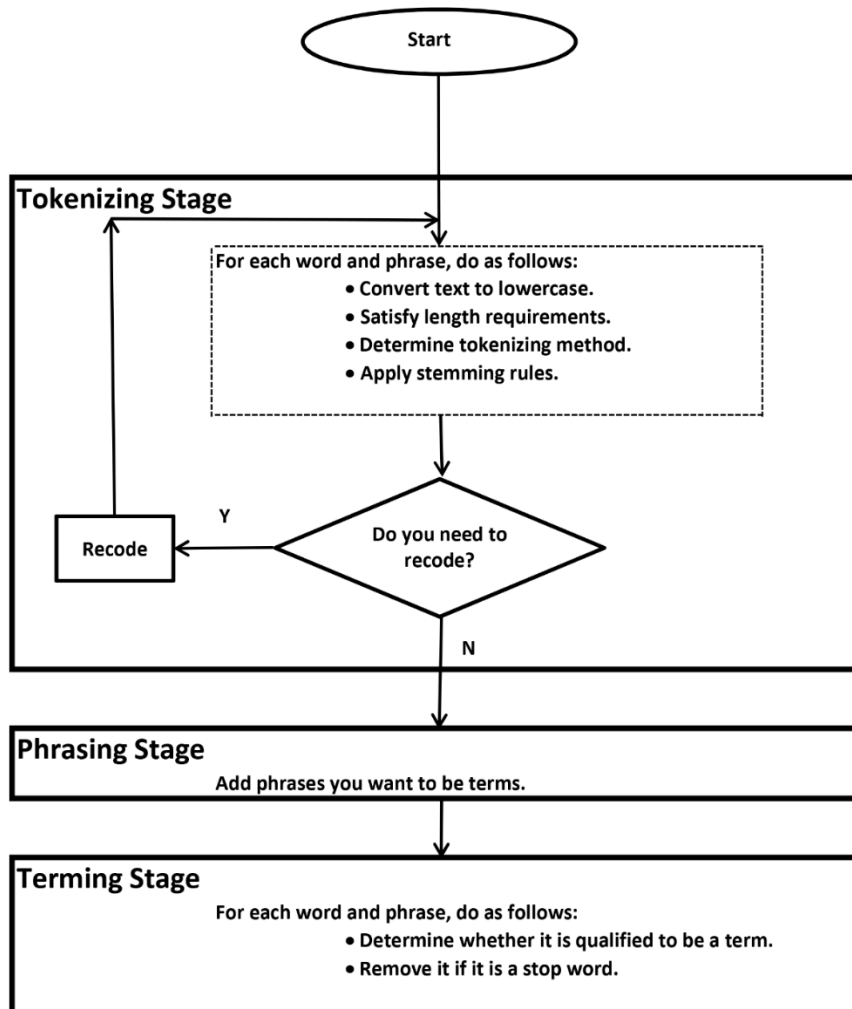 Start
Tokenizing Stage
For each word and phrase, do as follows:
• Convert text to lowercase.
• Satisfy length requirements.
• Determine tokenizing method.
• Apply stemming rules.
Y
Recode
Do you need to
recode?
N
Phrasing Stage
Add phrases you want to be terms.
Terming Stage
For each word and phrase, do as follows:
• Determine whether it is qualified to be a term.
• Remove it if it is a stop word.